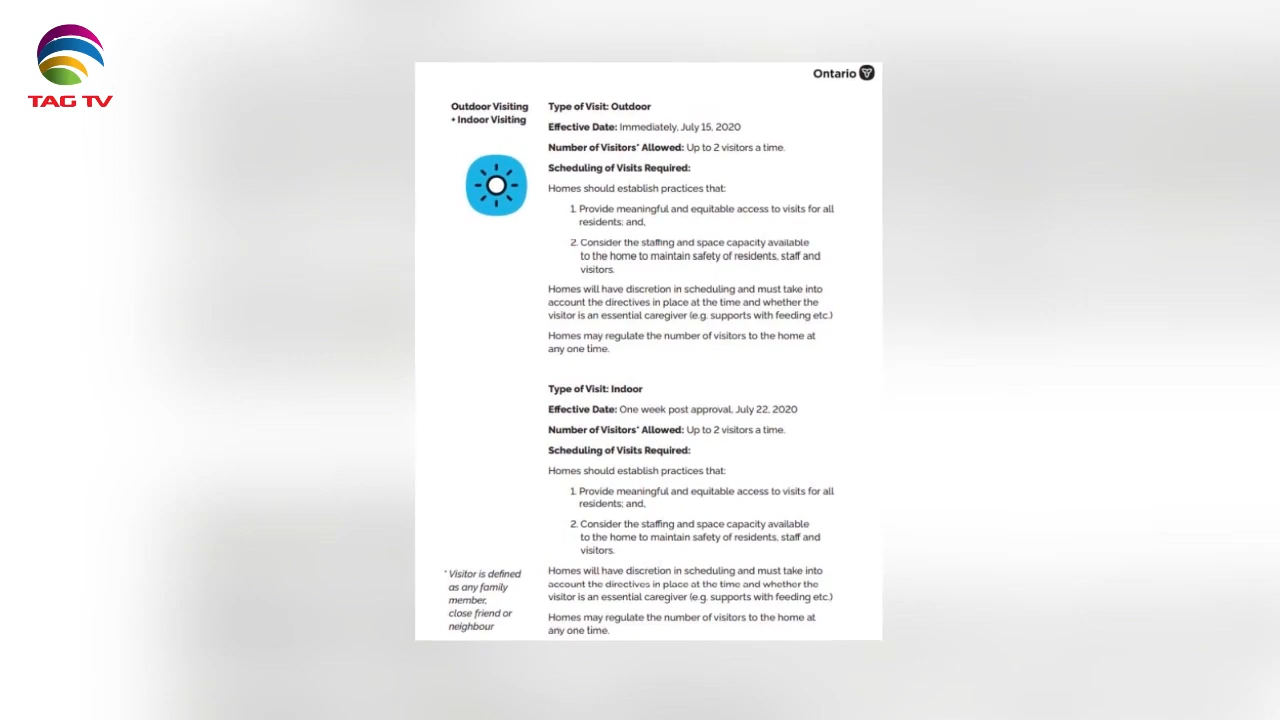 TAG TV
Ontario
Outdoor Visiting
+ Indoor Visiting
Type of Visit: Outdoor
Effective Date: Immediately, July 15, 2020
Number of Visitors* Allowed: Up to 2 visitors a time.
Scheduling of Visits Required:
Homes should establish practices that:
1. Provide meaningful and equitable access to visits for all
residents; and,
2. Consider the staffing and space capacity available
to the home to maintain safety of residents, staff and
visitors.
Homes will have discretion in scheduling and must take into
account the directives in place at the time and whether the
visitor is an essential caregiver (e.g. supports with feeding etc.)
Homes may regulate the number of visitors to the home at
any one time.
Type of Visit: Indoor
Effective Date: One week post approval, July 22, 2020
Number of Visitors* Allowed: Up to 2 visitors a time.
Scheduling of Visits Required:
Homes should establish practices that:
1. Provide meaningful and equitable access to visits for all
residents; and,
2. Consider the staffing and space capacity available
to the home to maintain safety of residents, staff and
visitors.
Homes will have discretion in scheduling and must take into
account the directives in place at the time and whether the
visitor is an essential caregiver (e.g. supports with feeding etc.)
Homes may regulate the number of visitors to the home at
any one time.
* Visitor is defined
as any family
member,
close friend or
neighbour